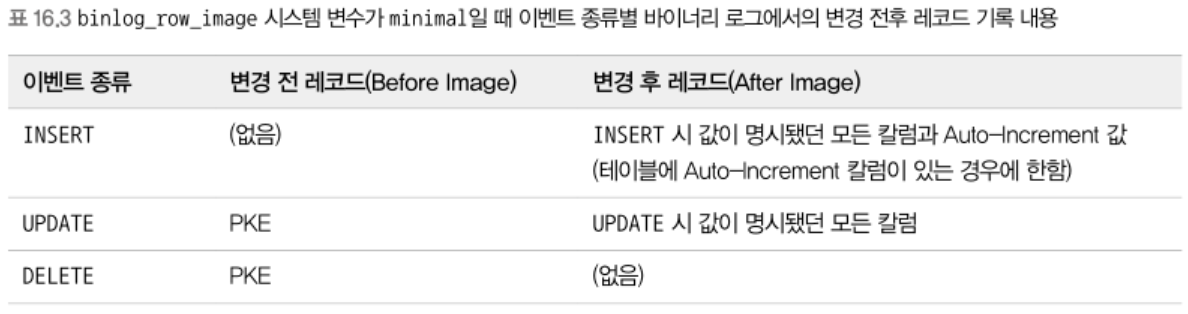 표 16.3 binlog_row_image 시스템 변수가 minimal일 때 이벤트 종류별 바이너리 로그에서의 변경 전후 레코드 기록 내용
이벤트 종류 변경 전 레코드(Before Image) 변경 후 레코드(After Image)
INSERT (없음) INSERT 시 값이 명시됐던 모든 칼럼과 Auto-Increment 값
(테이블에 Auto-Increment 칼럼이 있는 경우에 한함)
UPDATE PKE UPDATE 시 값이 명시됐던 모든 칼럼
DELETE PKE (없음)